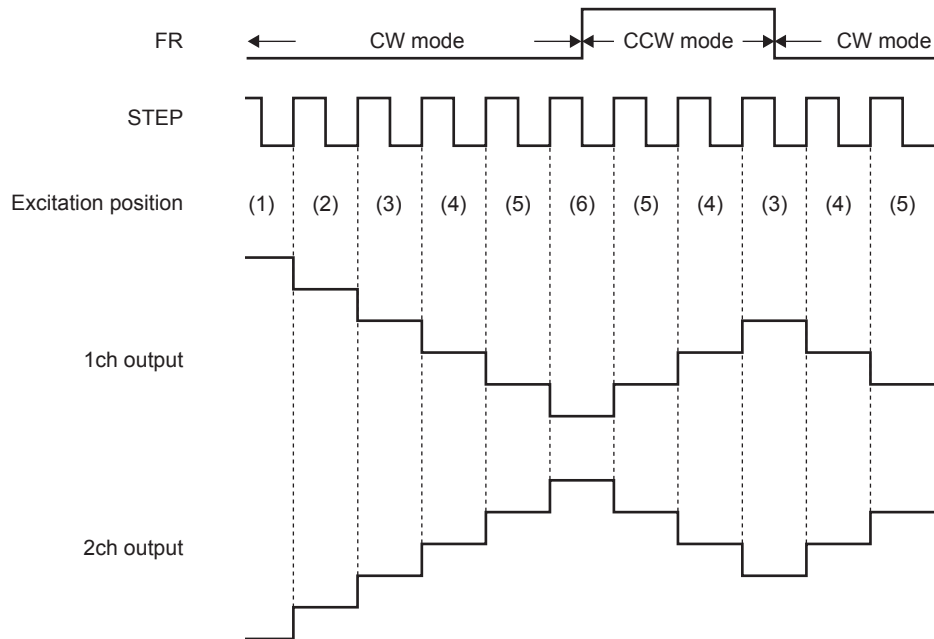 FR CW mode CCW mode CW mode
STEP
Excitation position (1) (2) (3) (4) (5) (6) (5) (4) (3) (4) (5)
1ch output
2ch output